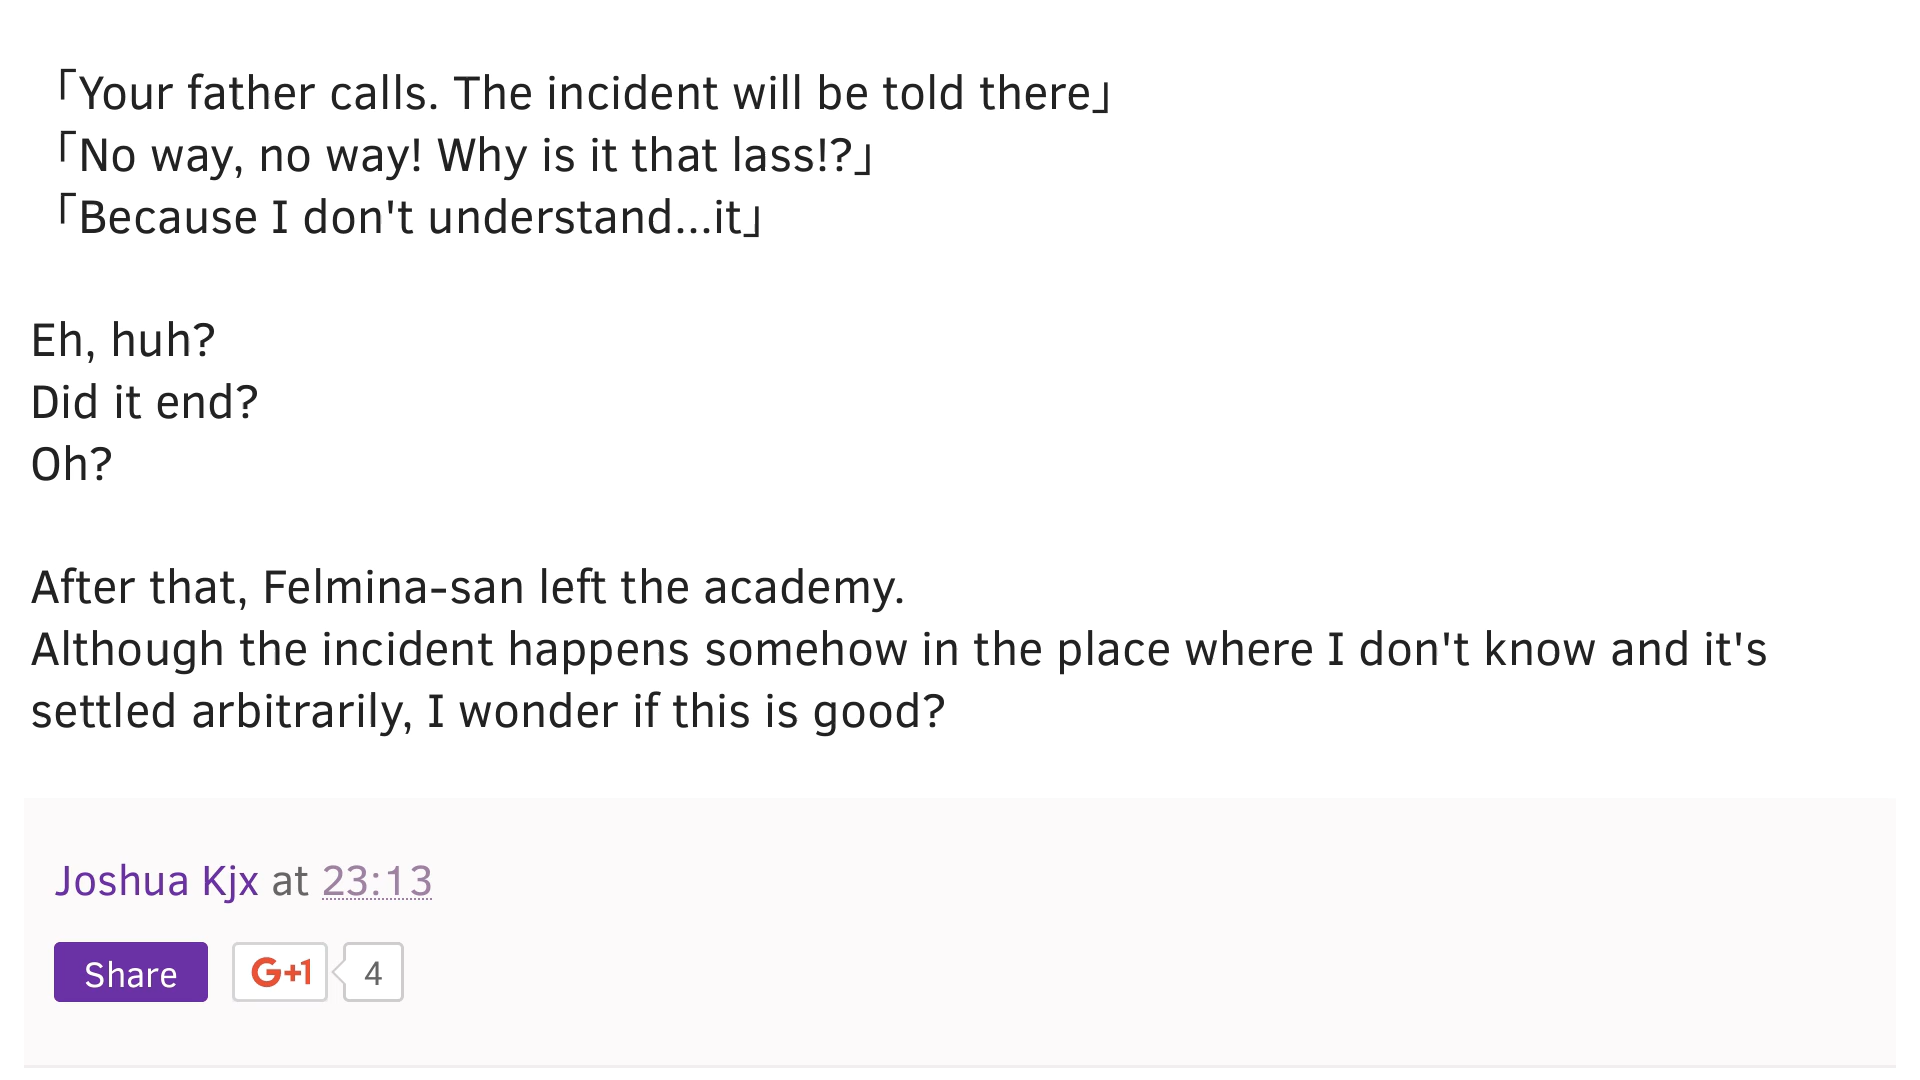 「Your father calls. The incident will be told there」
「No way, no way! Why is it that lass!?」
「Because I don't understand...it」
Eh, huh?
Did it end?
Oh?
After that, Felmina-san left the academy.
Although the incident happens somehow in the place where I don't know and it's
settled arbitrarily, I wonder if this is good?
Joshua Kjx at 23:13
Share G+1 4